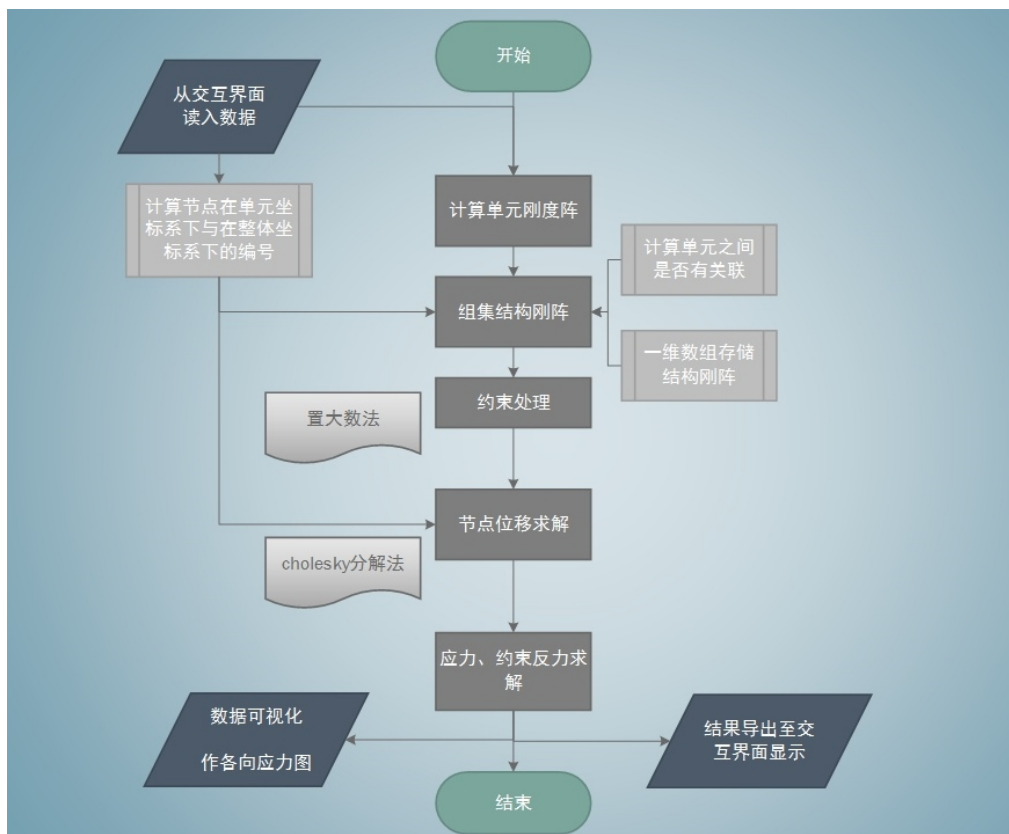 开始
从交互界面
读入数据
计算节点在单元坐
标系下与在整体坐
标系下的编号
计算单元刚度阵
计算单元之间
是否有关联
组集结构刚阵
一维数组存储
结构刚阵
约束处理
置大数法
节点位移求解
cholesky分解法
应力、约束反力求
解
数据可视化
作各向应力图
结果导出至交
互界面显示
结束